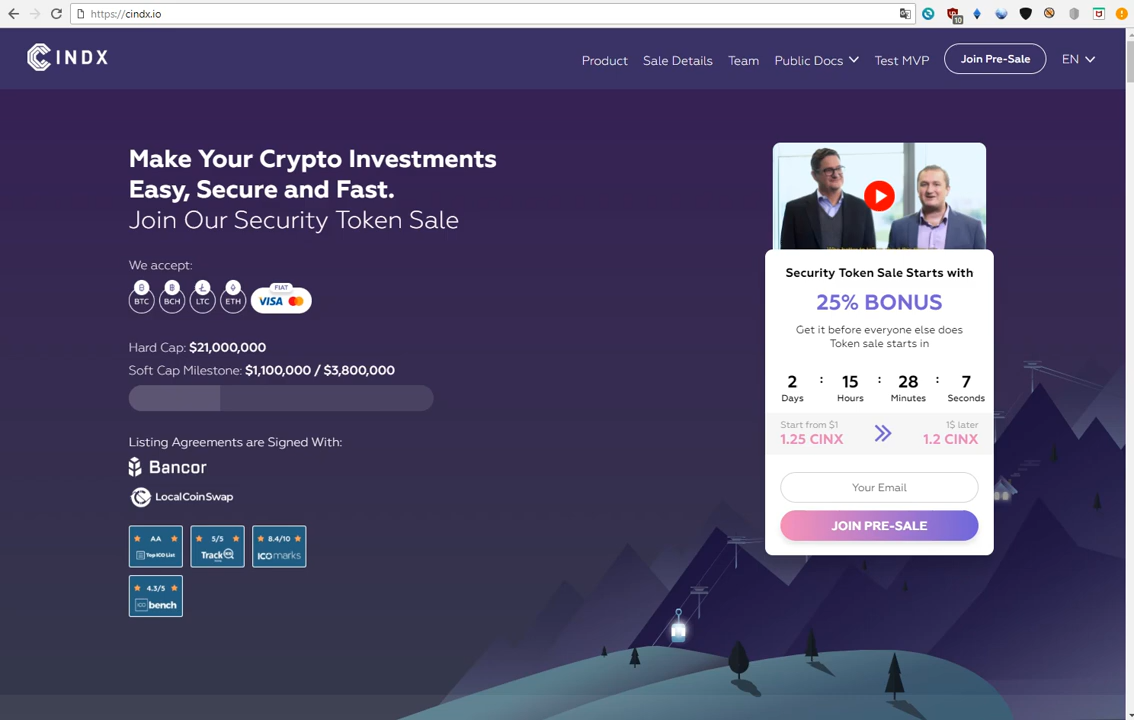 https://cindx.io
10
CINDX
Product
Sale Details
Team
Public Docs
Test MVP
Join Pre-Sale
EN
Make Your Crypto Investments
Easy, Secure and Fast.
Join Our Security Token Sale
We accept:
BTC
BCH
LTC
ETH
FIAT
VISA
Hard Cap: $21,000,000
Soft Cap Milestone: $1,100,000 / $3,800,000
Listing Agreements are Signed With:
Bancor
LocalCoinSwap
AA
Top ICO List
5/5
Track ICO
8.4/10
ICOmarks
4.3/5
ICO bench
Security Token Sale Starts with
25% BONUS
Get it before everyone else does
Token sale starts in
2 : 15 : 28 : 7
Days Hours Minutes Seconds
Start from $1
1.25 CINX
1$ later
1.2 CINX
Your Email
JOIN PRE-SALE